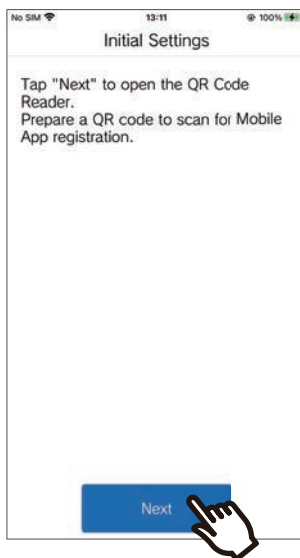 No SIM 13:11 100%
Initial Settings
Tap "Next" to open the QR Code
Reader.
Prepare a QR code to scan for Mobile
App registration.
Next